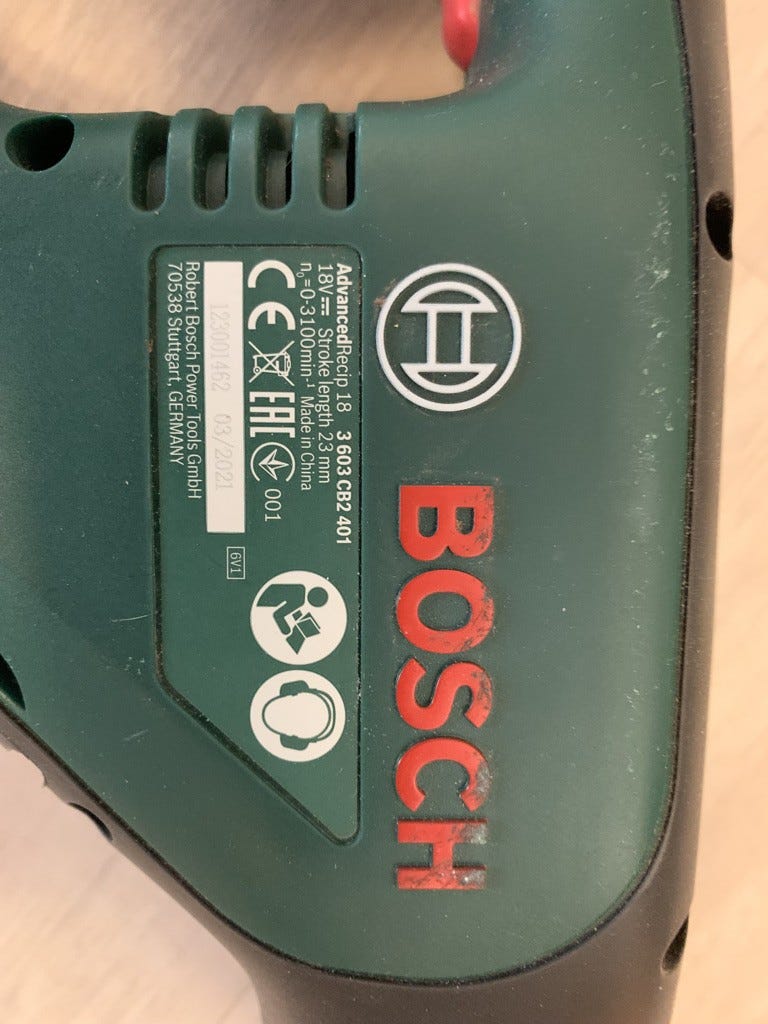 BOSCH
AdvancedRecip 18 3 603 CB2 401
18V⎓ Stroke length 23 mm
n₀=0-3100min⁻¹ Made in China
CE EAC 001
123001462 03/2021
Robert Bosch Power Tools GmbH
70538 Stuttgart, GERMANY
6V1